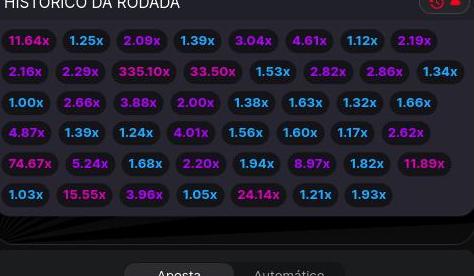 HISTÓRICO DA RODADA
11.64x 1.25x 2.09x 1.39x 3.04x 4.61x 1.12x 2.19x
2.16x 2.29x 335.10x 33.50x 1.53x 2.82x 2.86x 1.34x
1.00x 2.66x 3.88x 2.00x 1.38x 1.63x 1.32x 1.66x
4.87x 1.39x 1.24x 4.01x 1.56x 1.60x 1.17x 2.62x
74.67x 5.24x 1.68x 2.20x 1.94x 8.97x 1.82x 11.89x
1.03x 15.55x 3.96x 1.05x 24.14x 1.21x 1.93x
Aposta Automático